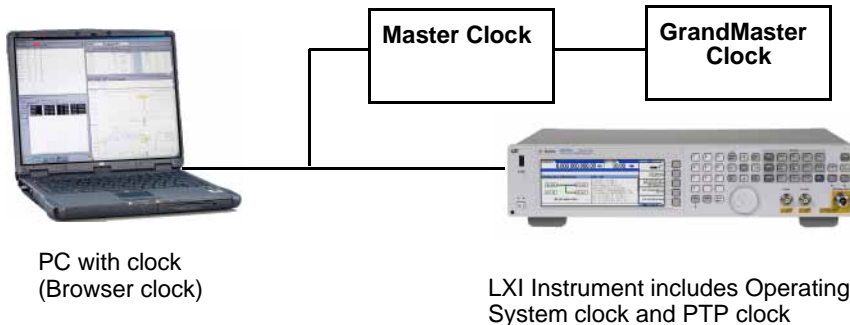 Master Clock
GrandMaster
Clock
PC with clock
(Browser clock)
LXI Instrument includes Operating
System clock and PTP clock